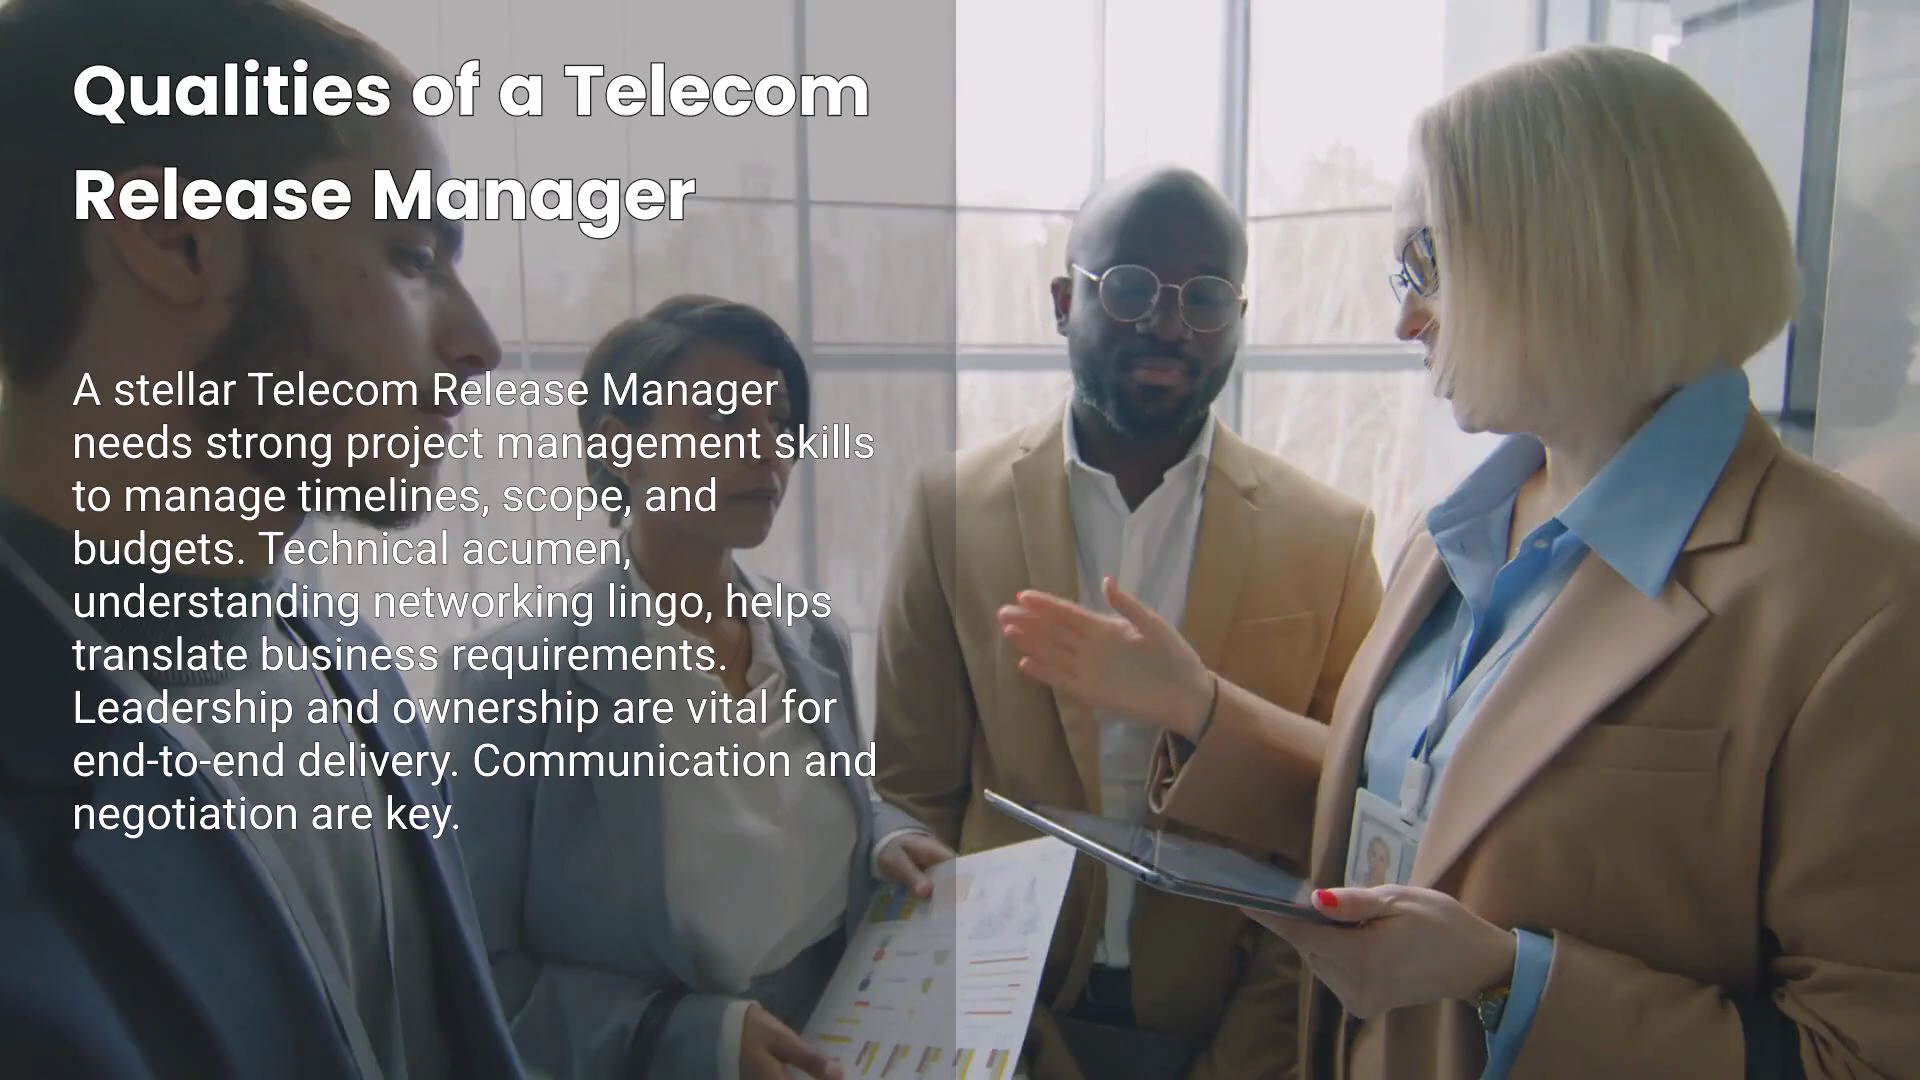 Qualities of a Telecom
Release Manager
A stellar Telecom Release Manager
needs strong project management skills
to manage timelines, scope, and
budgets. Technical acumen,
understanding networking lingo, helps
translate business requirements.
Leadership and ownership are vital for
end-to-end delivery. Communication and
negotiation are key.